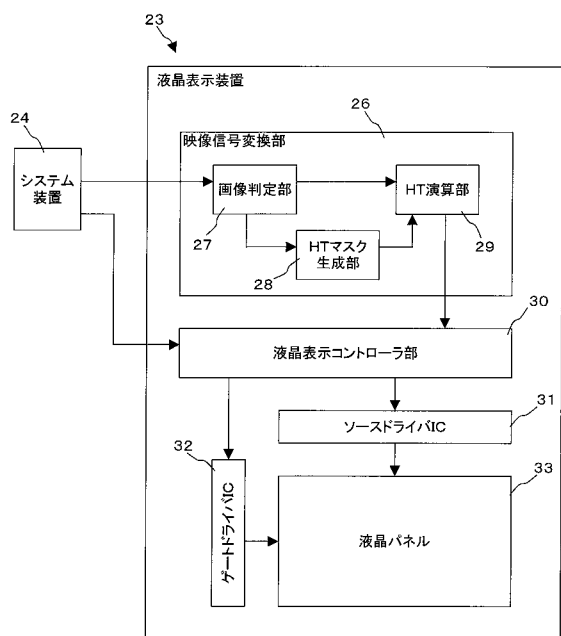 23
液晶表示装置
24
システム
装置
26
映像信号変換部
画像判定部
27
HT演算部
29
HTマスク
生成部
28
30
液晶表示コントローラ部
31
ソースドライバIC
32
ゲートドライバIC
33
液晶パネル